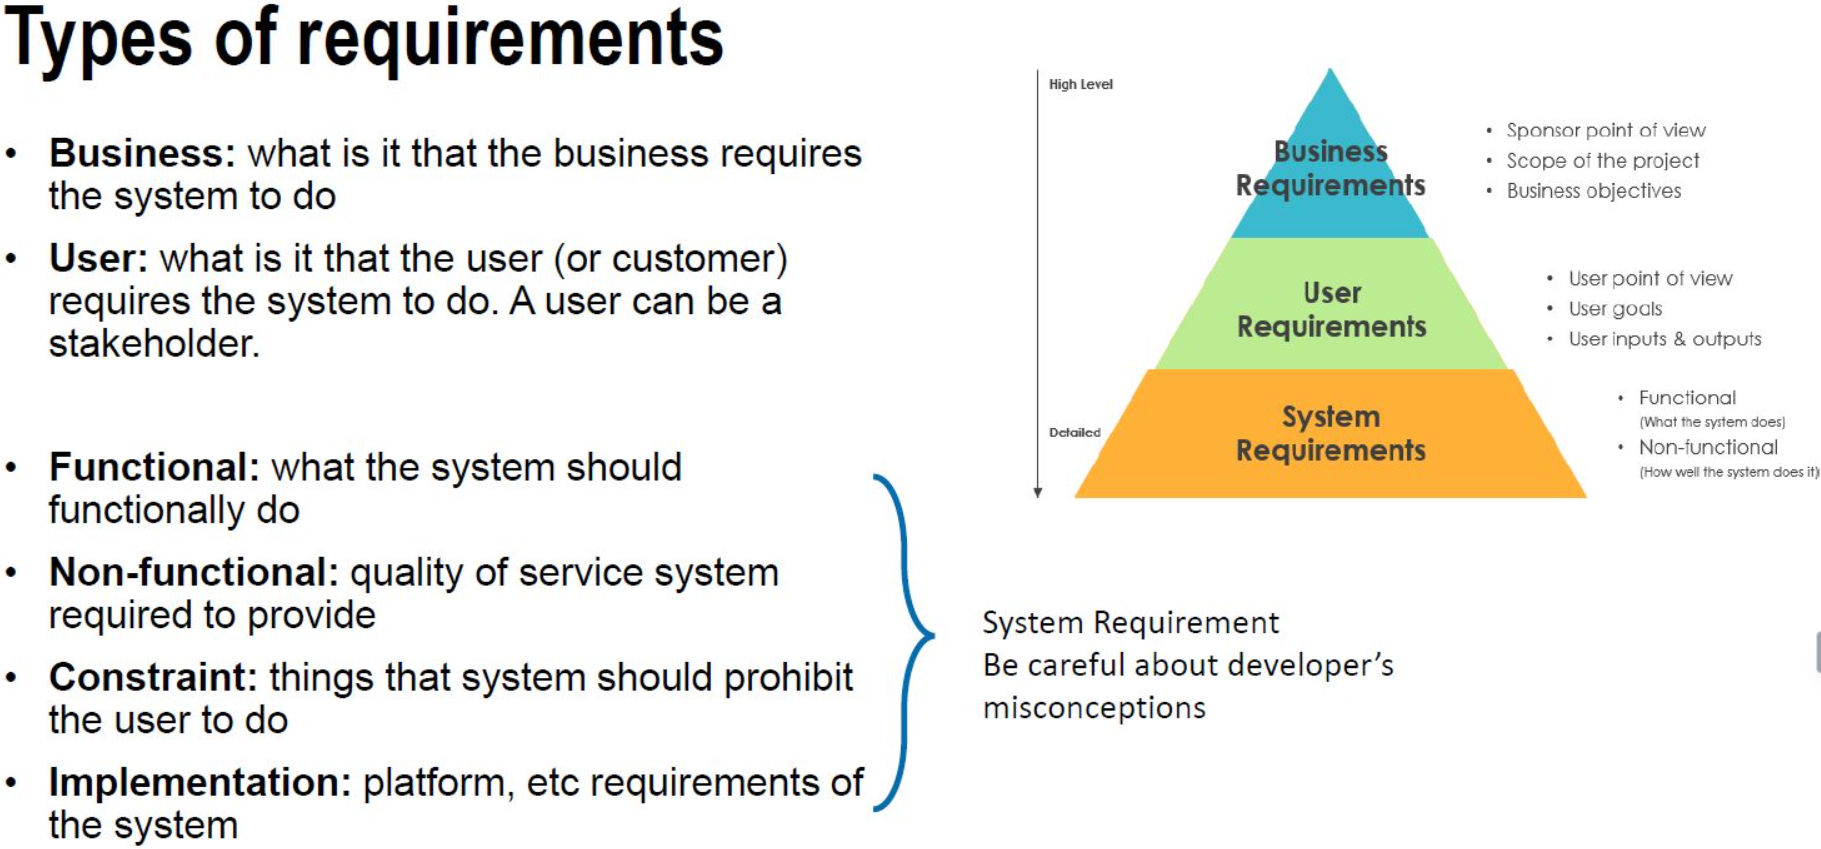 Types of requirements
• Business: what is it that the business requires
the system to do
• User: what is it that the user (or customer)
requires the system to do. A user can be a
stakeholder.
• Functional: what the system should
functionally do
• Non-functional: quality of service system
required to provide
• Constraint: things that system should prohibit
the user to do
• Implementation: platform, etc requirements of
the system
High Level
Detailed
Business
Requirements
• Sponsor point of view
• Scope of the project
• Business objectives
User
Requirements
• User point of view
• User goals
• User inputs & outputs
System
Requirements
• Functional
(What the system does)
• Non-functional
(How well the system does it)
System Requirement
Be careful about developer's
misconceptions